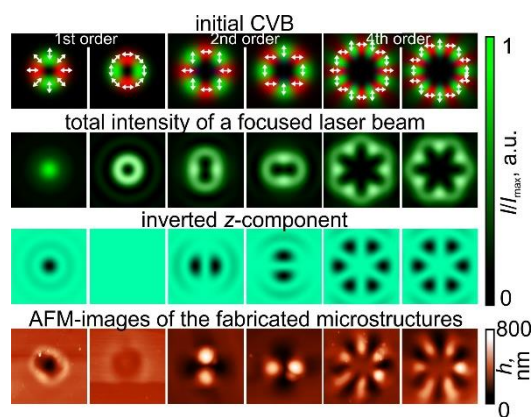 initial CVB
1st order
2nd order
4th order
total intensity of a focused laser beam
inverted z-component
AFM-images of the fabricated microstructures
1
I/Imax, a.u.
0
800
h, nm
0